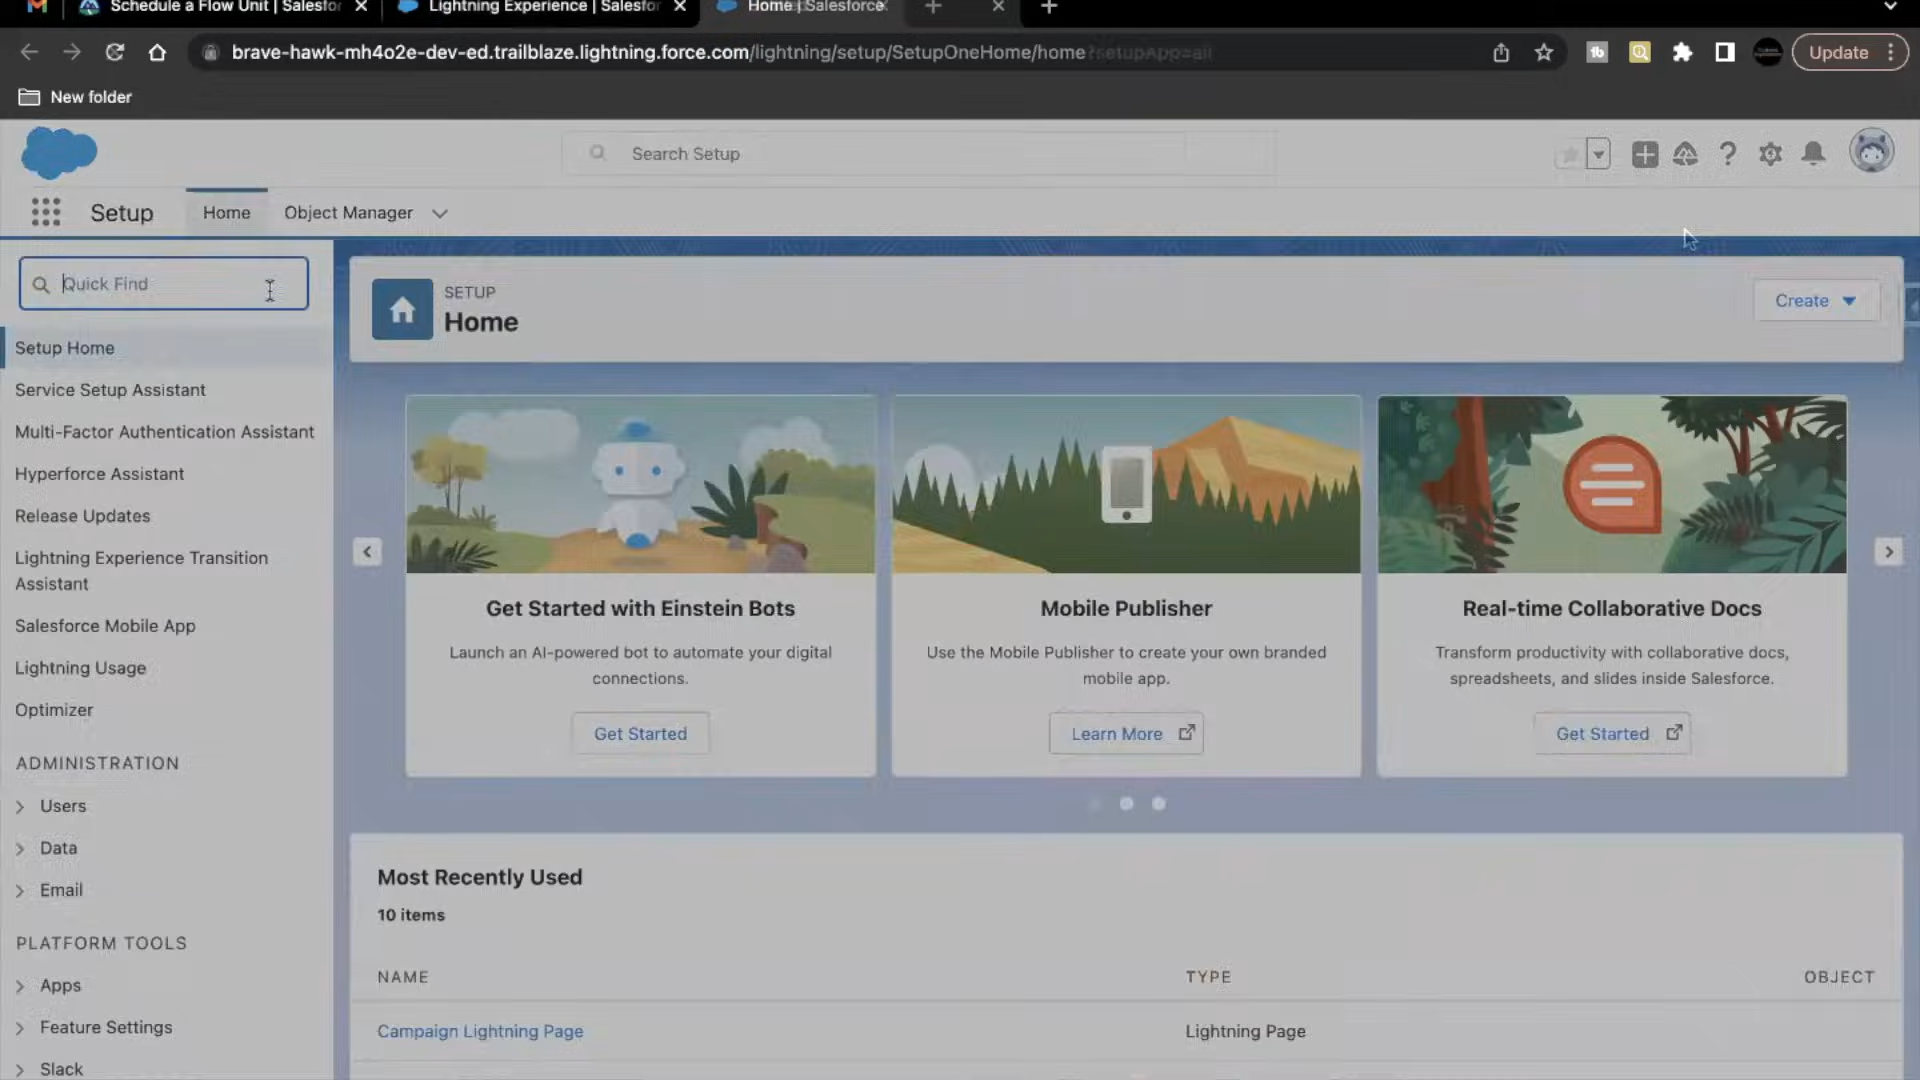 Schedule a Flow Unit | Salesfor
Lightning Experience | Salesfor
Home | Salesforce
brave-hawk-mh4o2e-dev-ed.trailblaze.lightning.force.com/lightning/setup/SetupOneHome/home?setupApp=all
Update
New folder
Search Setup
Setup
Home
Object Manager
Quick Find
SETUP
Home
Create
Setup Home
Service Setup Assistant
Multi-Factor Authentication Assistant
Hyperforce Assistant
Release Updates
Lightning Experience Transition
Assistant
Salesforce Mobile App
Lightning Usage
Optimizer
ADMINISTRATION
Users
Data
Email
PLATFORM TOOLS
Apps
Feature Settings
Slack
Get Started with Einstein Bots
Launch an AI-powered bot to automate your digital
connections.
Get Started
Mobile Publisher
Use the Mobile Publisher to create your own branded
mobile app.
Learn More
Real-time Collaborative Docs
Transform productivity with collaborative docs,
spreadsheets, and slides inside Salesforce.
Get Started
Most Recently Used
10 items
NAME TYPE OBJECT
Campaign Lightning Page Lightning Page